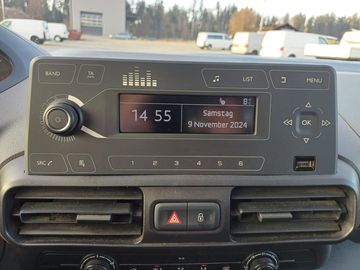 BAND TA LIST MENU
14 55
Samstag
9 November 2024
OK
SRC
1 2 3 4 5 6